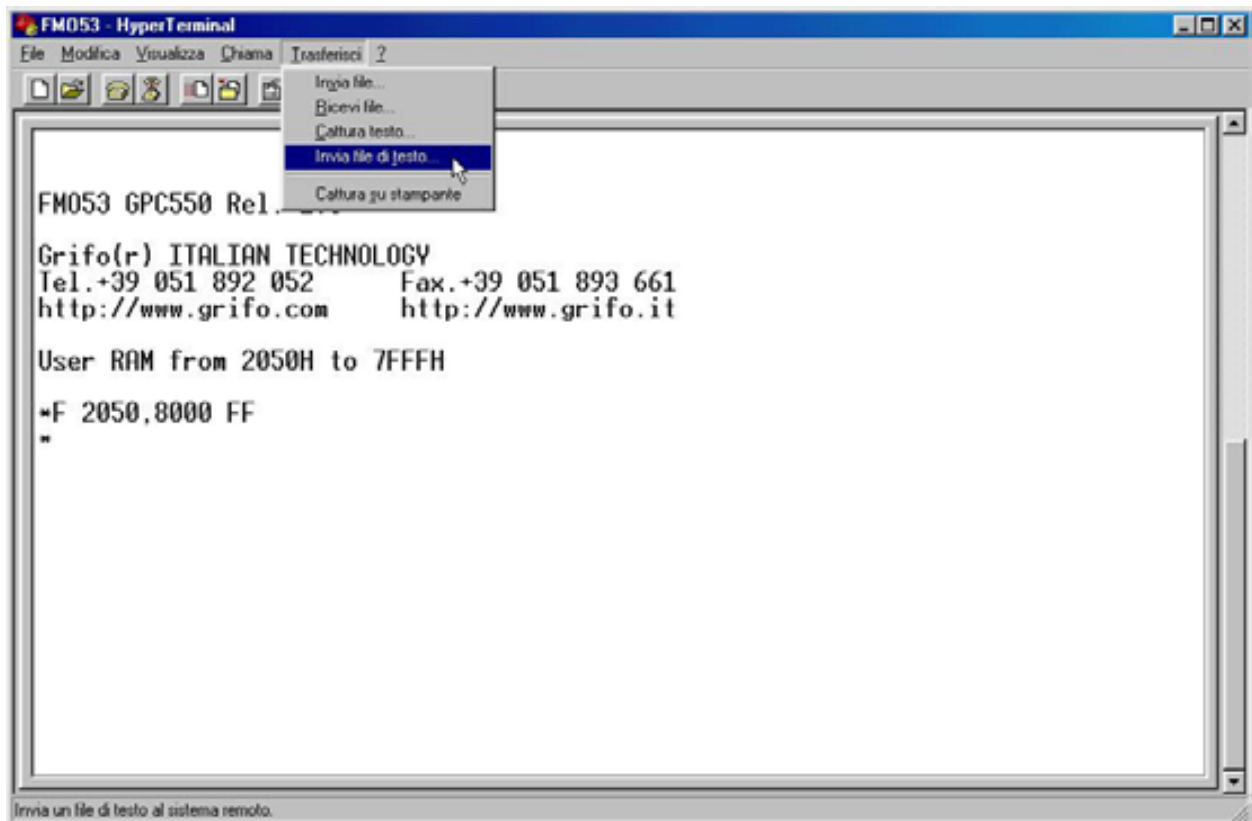 FMO53 - HyperTerminal
File Modifica Visualizza Chiama Trasferisci ?
Invia file...
Ricevi file...
Cattura testo...
Invia file di testo...
Cattura su stampante
FMO53 GPC550 Rel.
Grifo(r) ITALIAN TECHNOLOGY
Tel.+39 051 892 052 Fax.+39 051 893 661
http://www.grifo.com http://www.grifo.it
User RAM from 2050H to 7FFFH
*F 2050,8000 FF
*
Invia un file di testo al sistema remoto.